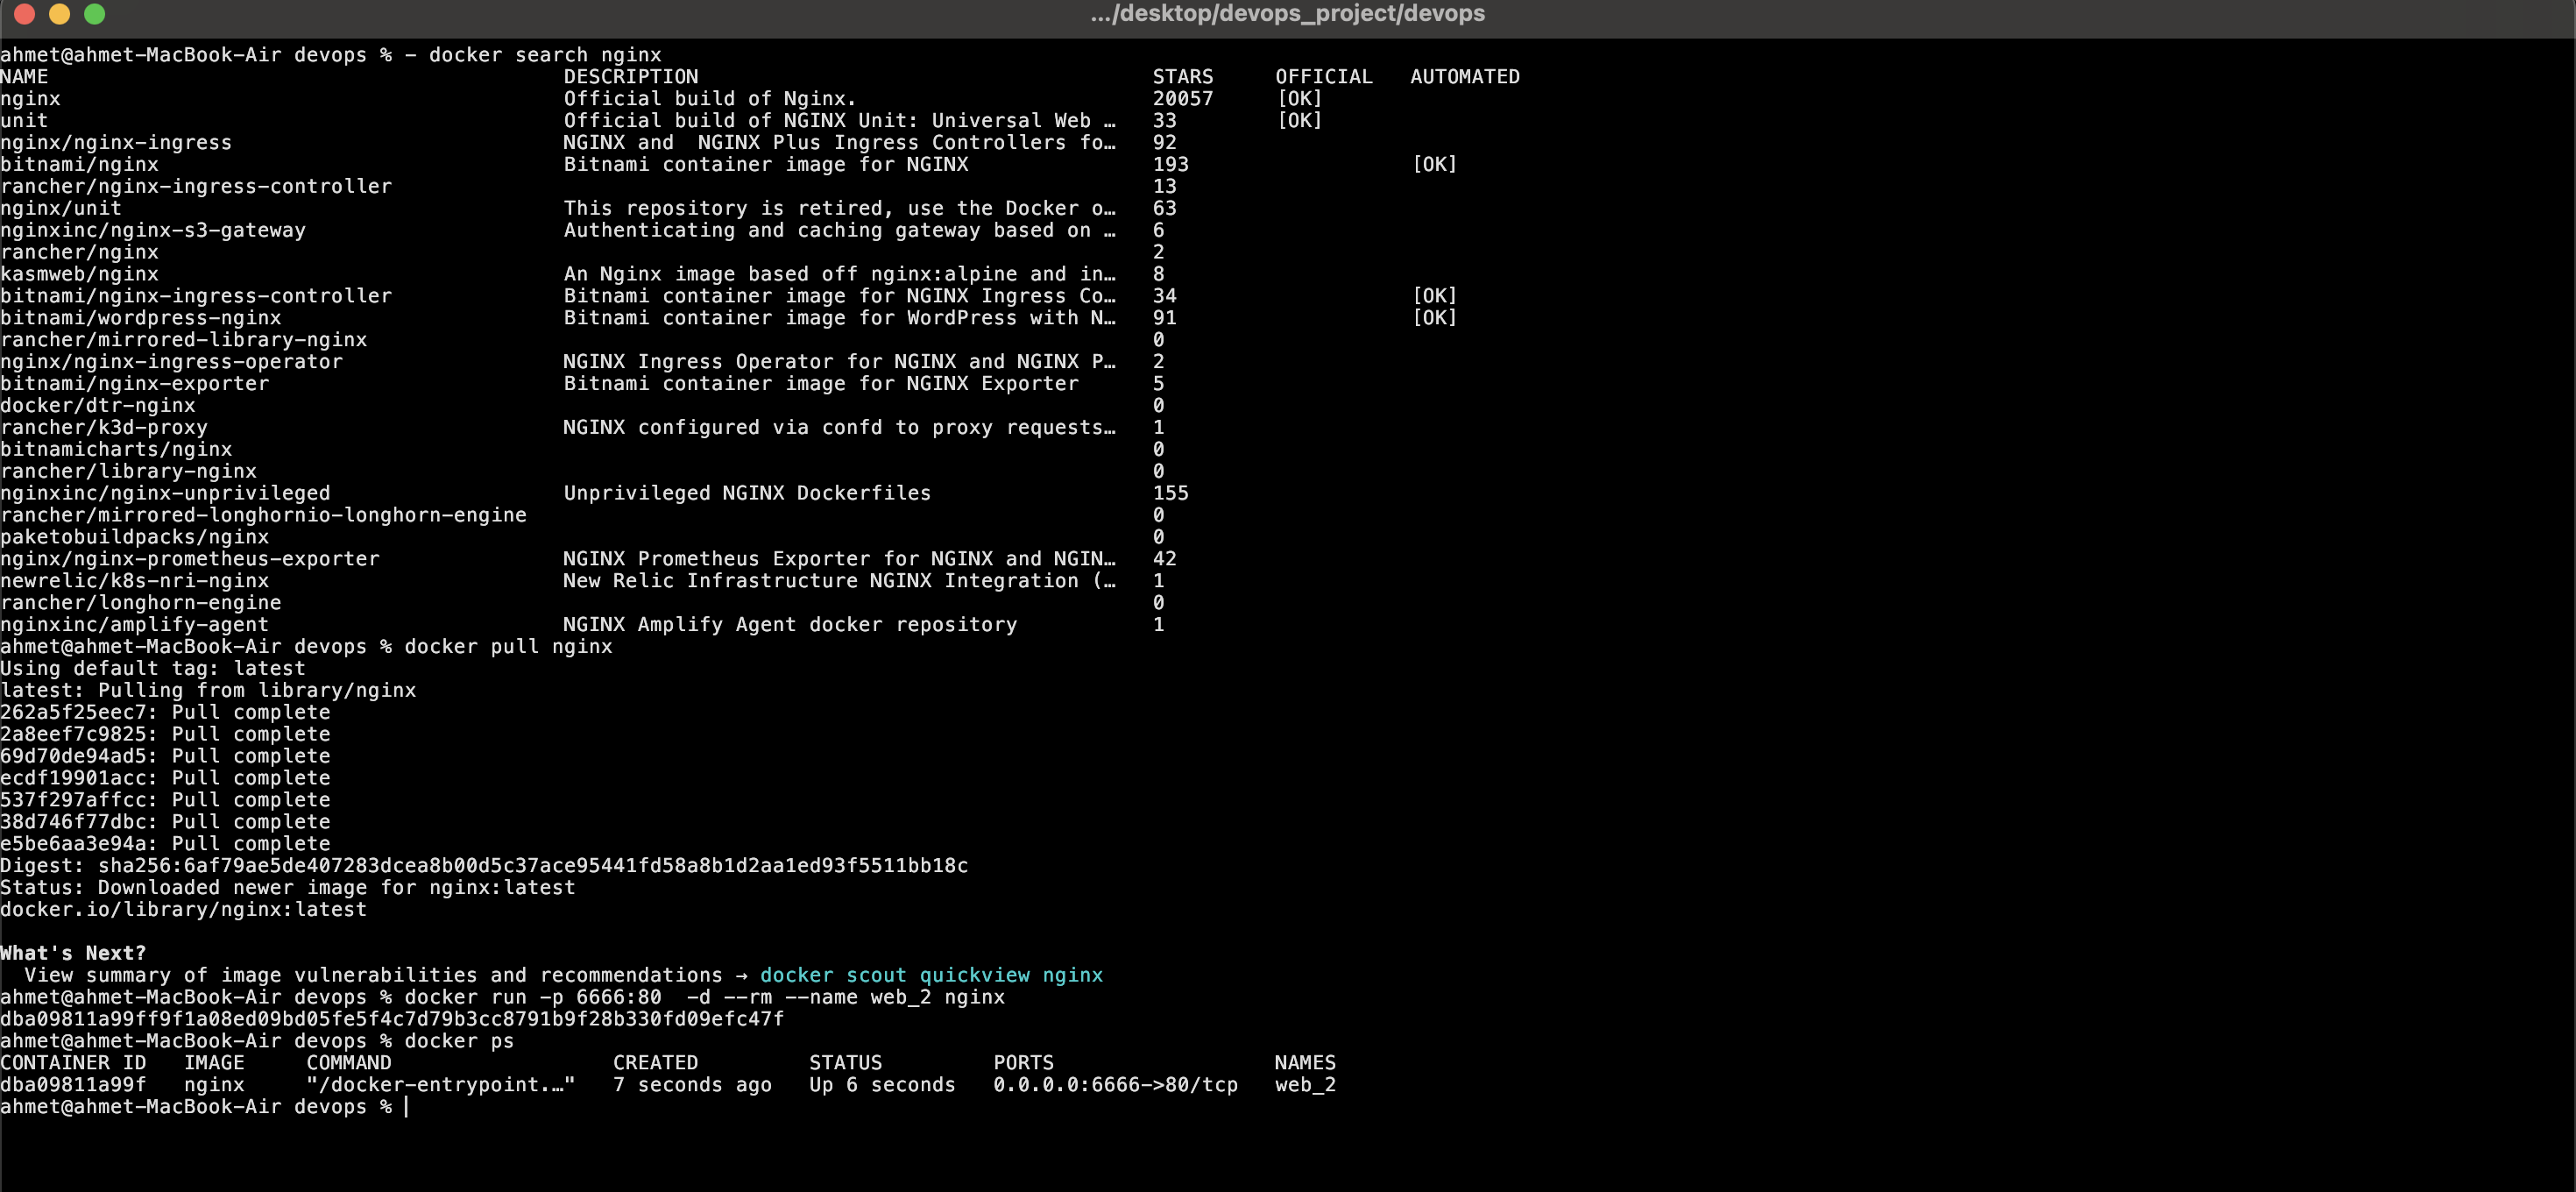 .../desktop/devops_project/devops
ahmet@ahmet-MacBook-Air devops % - docker search nginx
NAME                                              DESCRIPTION                                     STARS     OFFICIAL   AUTOMATED
nginx                                             Official build of Nginx.                        20057     [OK]
unit                                              Official build of NGINX Unit: Universal Web …   33        [OK]
nginx/nginx-ingress                               NGINX and  NGINX Plus Ingress Controllers fo…   92
bitnami/nginx                                     Bitnami container image for NGINX               193                  [OK]
rancher/nginx-ingress-controller                                                                  13
nginx/unit                                        This repository is retired, use the Docker o…   63
nginxinc/nginx-s3-gateway                         Authenticating and caching gateway based on …   6
rancher/nginx                                                                                     2
kasmweb/nginx                                     An Nginx image based off nginx:alpine and in…   8
bitnami/nginx-ingress-controller                  Bitnami container image for NGINX Ingress Co…   34                   [OK]
bitnami/wordpress-nginx                           Bitnami container image for WordPress with N…   91                   [OK]
rancher/mirrored-library-nginx                                                                    0
nginx/nginx-ingress-operator                      NGINX Ingress Operator for NGINX and NGINX P…   2
bitnami/nginx-exporter                            Bitnami container image for NGINX Exporter      5
docker/dtr-nginx                                                                                  0
rancher/k3d-proxy                                 NGINX configured via confd to proxy requests…   1
bitnamicharts/nginx                                                                               0
rancher/library-nginx                                                                             0
nginxinc/nginx-unprivileged                       Unprivileged NGINX Dockerfiles                  155
rancher/mirrored-longhornio-longhorn-engine                                                       0
paketobuildpacks/nginx                                                                            0
nginx/nginx-prometheus-exporter                   NGINX Prometheus Exporter for NGINX and NGIN…   42
newrelic/k8s-nri-nginx                            New Relic Infrastructure NGINX Integration (…   1
rancher/longhorn-engine                                                                           0
nginxinc/amplify-agent                            NGINX Amplify Agent docker repository           1
ahmet@ahmet-MacBook-Air devops % docker pull nginx
Using default tag: latest
latest: Pulling from library/nginx
262a5f25eec7: Pull complete
2a8eef7c9825: Pull complete
69d70de94ad5: Pull complete
ecdf19901acc: Pull complete
537f297affcc: Pull complete
38d746f77dbc: Pull complete
e5be6aa3e94a: Pull complete
Digest: sha256:6af79ae5de407283dcea8b00d5c37ace95441fd58a8b1d2aa1ed93f5511bb18c
Status: Downloaded newer image for nginx:latest
docker.io/library/nginx:latest
What's Next?
  View summary of image vulnerabilities and recommendations → docker scout quickview nginx
ahmet@ahmet-MacBook-Air devops % docker run -p 6666:80  -d --rm --name web_2 nginx
dba09811a99ff9f1a08ed09bd05fe5f4c7d79b3cc8791b9f28b330fd09efc47f
ahmet@ahmet-MacBook-Air devops % docker ps
CONTAINER ID   IMAGE     COMMAND                  CREATED         STATUS         PORTS                  NAMES
dba09811a99f   nginx     "/docker-entrypoint.…"   7 seconds ago   Up 6 seconds   0.0.0.0:6666->80/tcp   web_2
ahmet@ahmet-MacBook-Air devops %